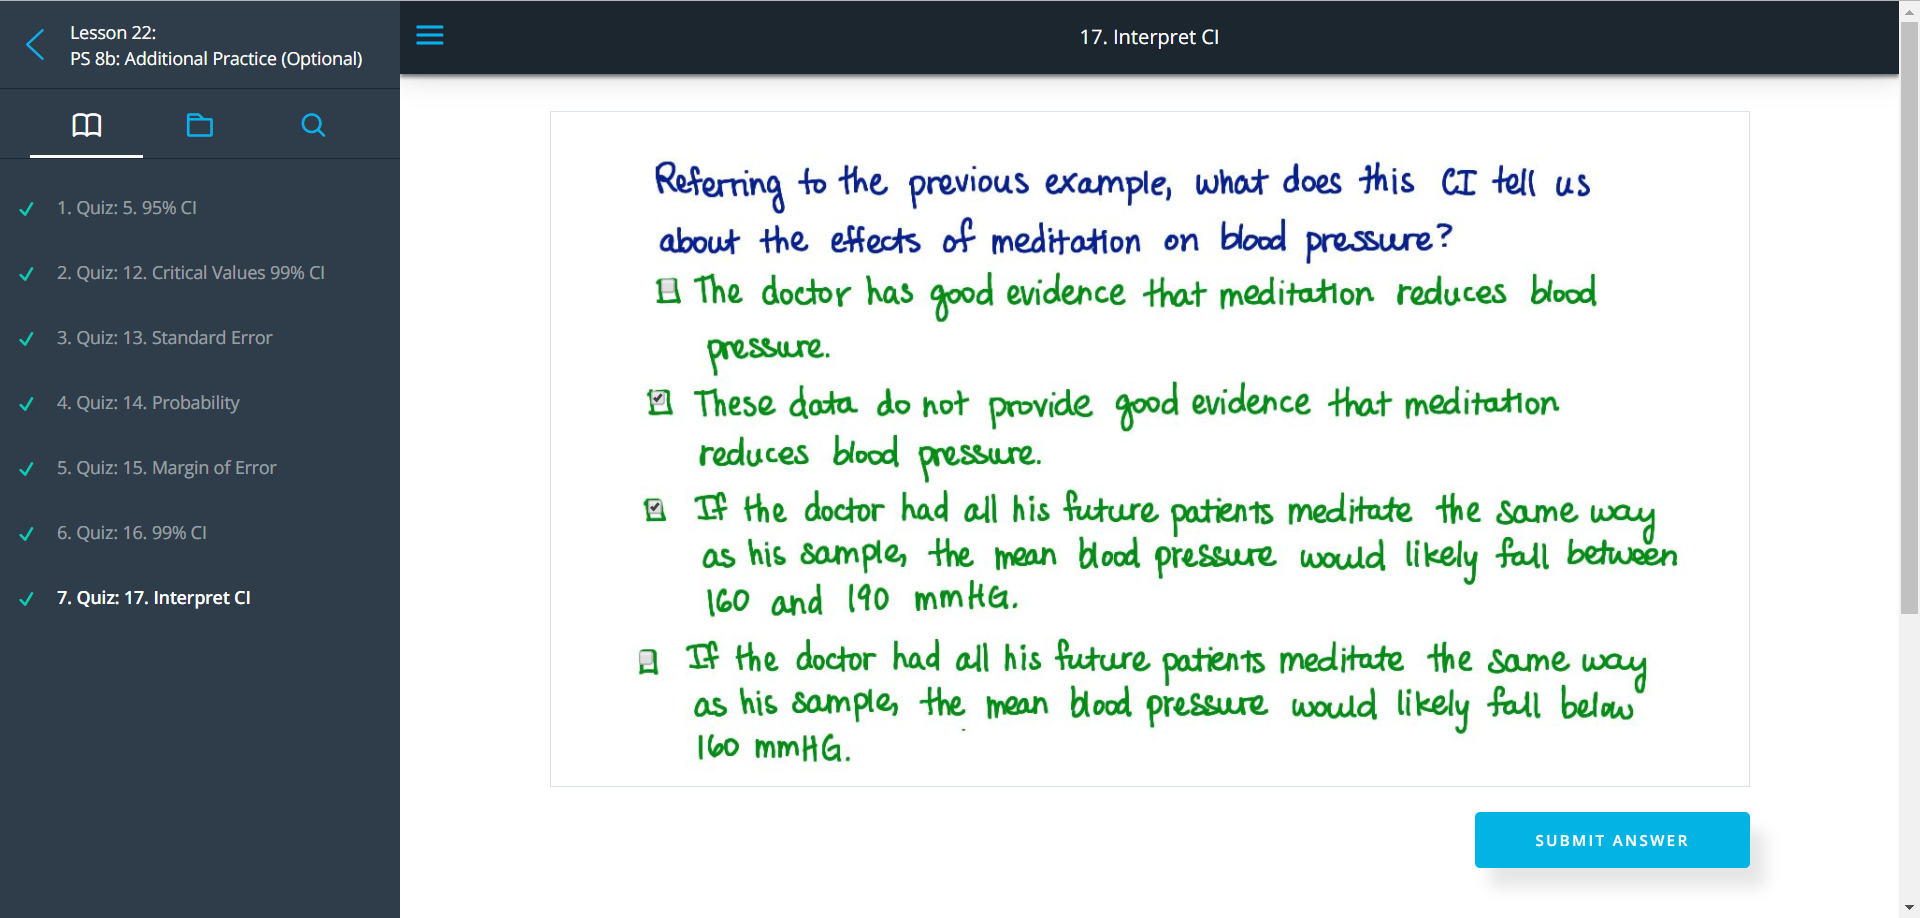 Lesson 22:
PS 8b: Additional Practice (Optional)
17. Interpret CI
1. Quiz: 5. 95% CI
2. Quiz: 12. Critical Values 99% CI
3. Quiz: 13. Standard Error
4. Quiz: 14. Probability
5. Quiz: 15. Margin of Error
6. Quiz: 16. 99% CI
7. Quiz: 17. Interpret CI
Referring to the previous example, what does this CI tell us
about the effects of meditation on blood pressure?
The doctor has good evidence that meditation reduces blood
pressure.
These data do not provide good evidence that meditation
reduces blood pressure.
If the doctor had all his future patients meditate the same way
as his sample, the mean blood pressure would likely fall between
160 and 190 mmHG.
If the doctor had all his future patients meditate the same way
as his sample, the mean blood pressure would likely fall below
160 mmHG.
SUBMIT ANSWER